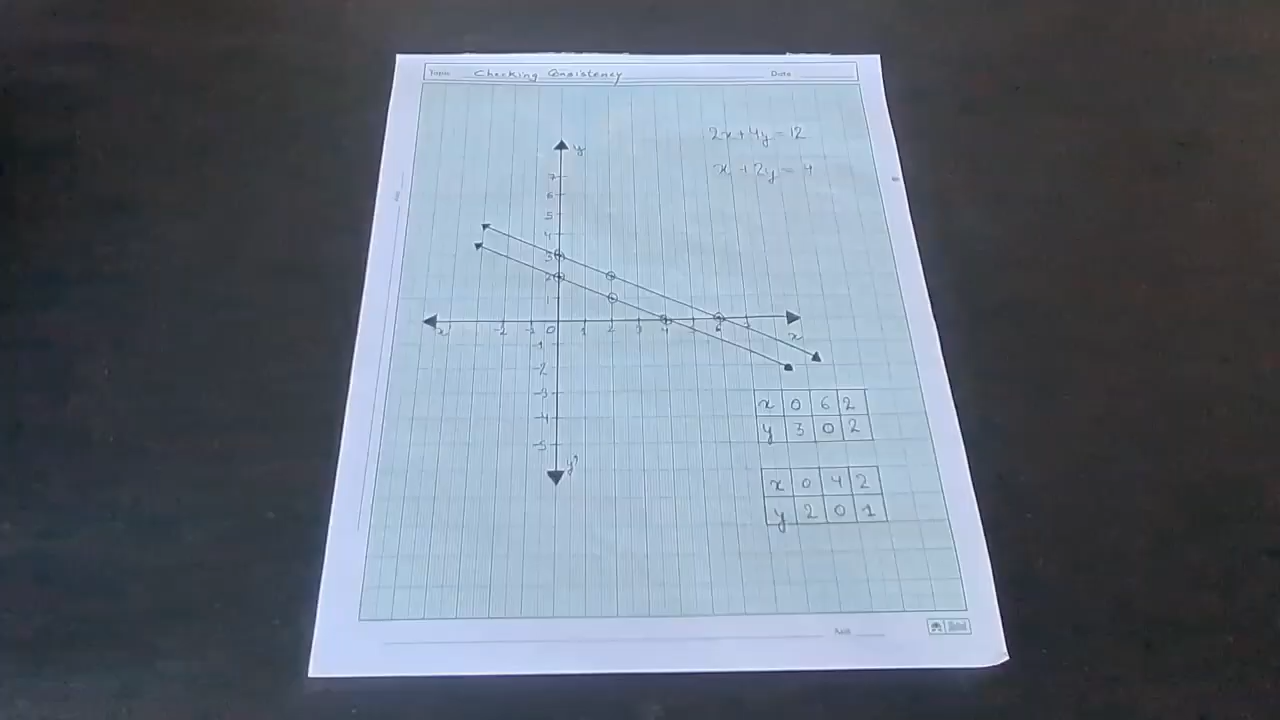 Topic Checking Consistency Date
2x+4y=12
x+2y=4
y
7
6
5
4
3
2
1
x' -2 -1 0 1 2 3 4 6 7
x
-1
-2
-3
-4
-5
y'
x 0 6 2
y 3 0 2
x 0 4 2
y 2 0 1